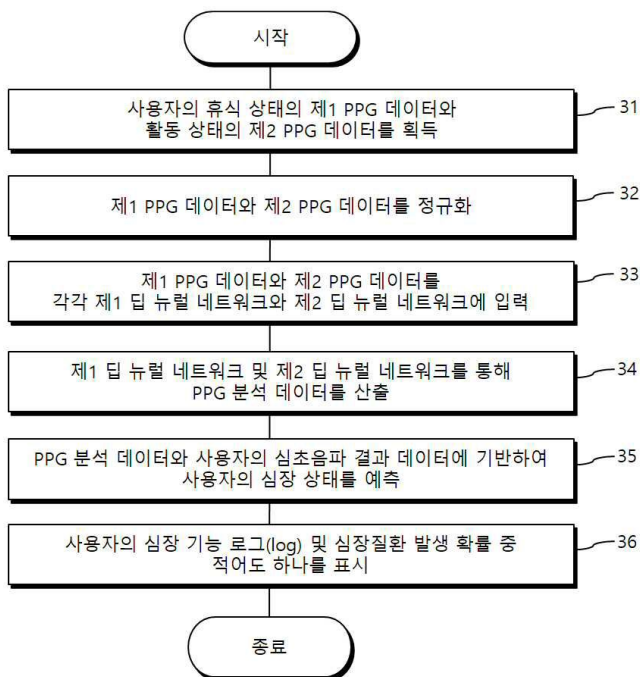 시작
사용자의 휴식 상태의 제1 PPG 데이터와
활동 상태의 제2 PPG 데이터를 획득
31
제1 PPG 데이터와 제2 PPG 데이터를 정규화
32
제1 PPG 데이터와 제2 PPG 데이터를
각각 제1 딥 뉴럴 네트워크와 제2 딥 뉴럴 네트워크에 입력
33
제1 딥 뉴럴 네트워크 및 제2 딥 뉴럴 네트워크를 통해
PPG 분석 데이터를 산출
34
PPG 분석 데이터와 사용자의 심초음파 결과 데이터에 기반하여
사용자의 심장 상태를 예측
35
사용자의 심장 기능 로그(log) 및 심장질환 발생 확률 중
적어도 하나를 표시
36
종료